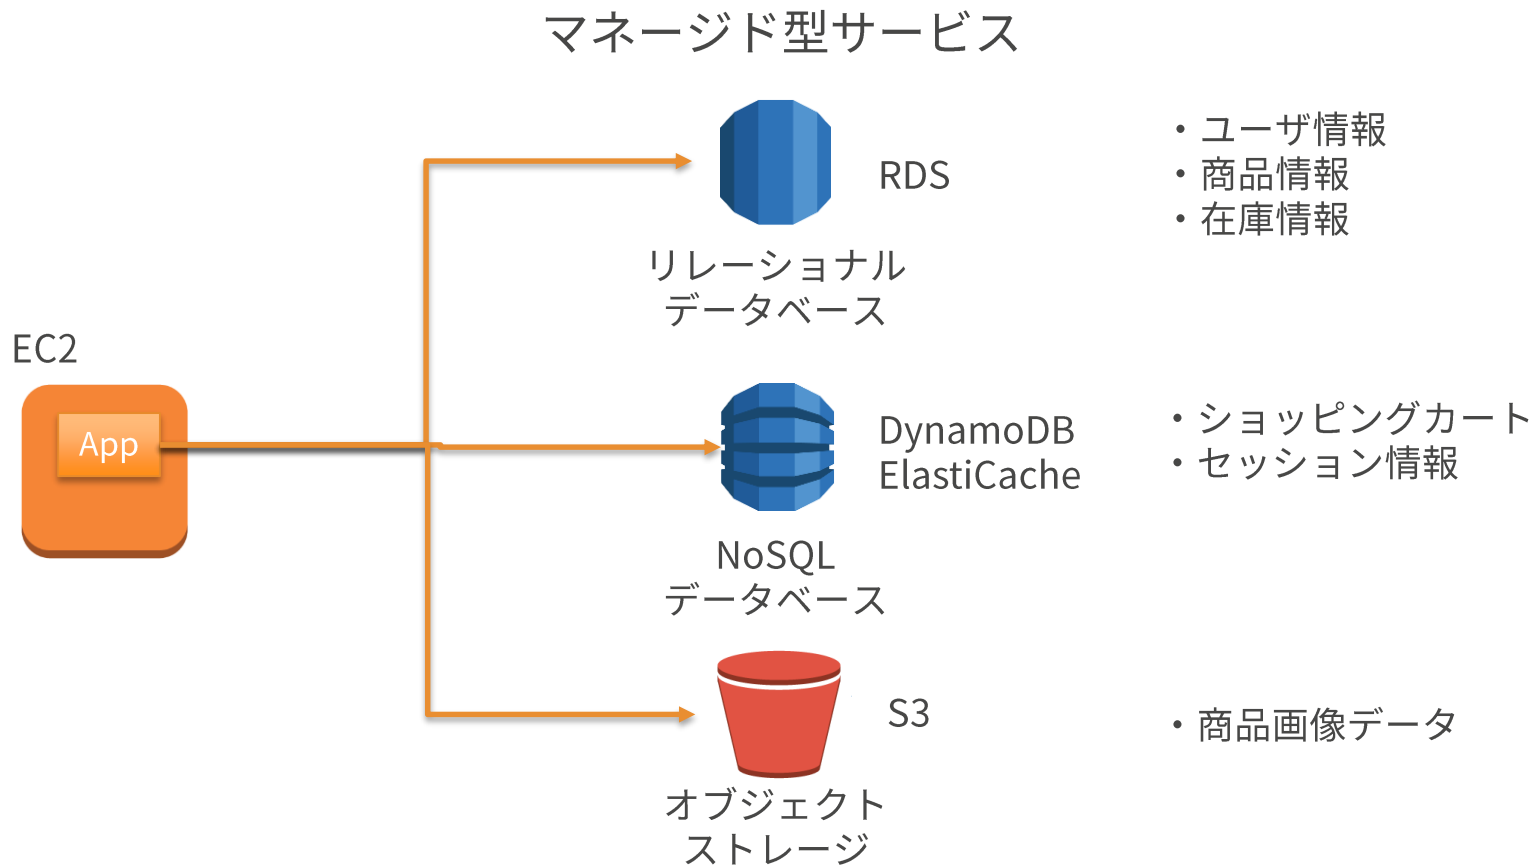 マネージド型サービス
RDS
・ユーザ情報
・商品情報
・在庫情報
リレーショナル
データベース
EC2
App
DynamoDB
ElastiCache
・ショッピングカート
・セッション情報
NoSQL
データベース
S3
・商品画像データ
オブジェクト
ストレージ